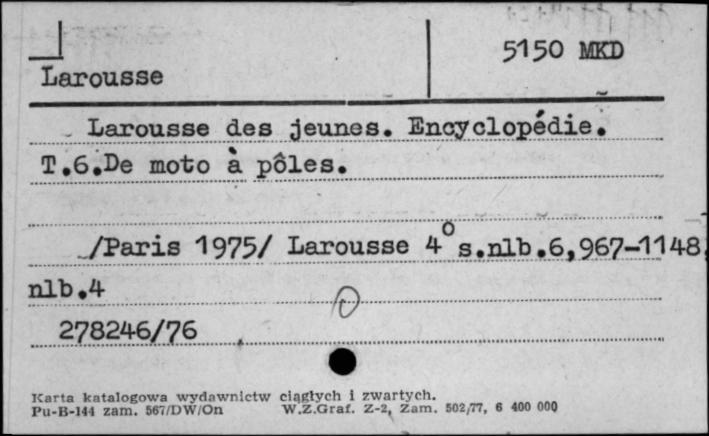 5150 MKD
Larousse
Larousse des jeunes. Encyclopédie.
T.6.De moto à pôles.
/Paris 1975/ Larousse 4° s.nlb.6,967-1148,
nlb.4
278246/76
Karta katalogowa wydawnictw ciągłych i zwartych.
Pu-B-144 zam. 567/DW/On W.Z.Graf. Z-2, Zam. 502/77, 6 400 000